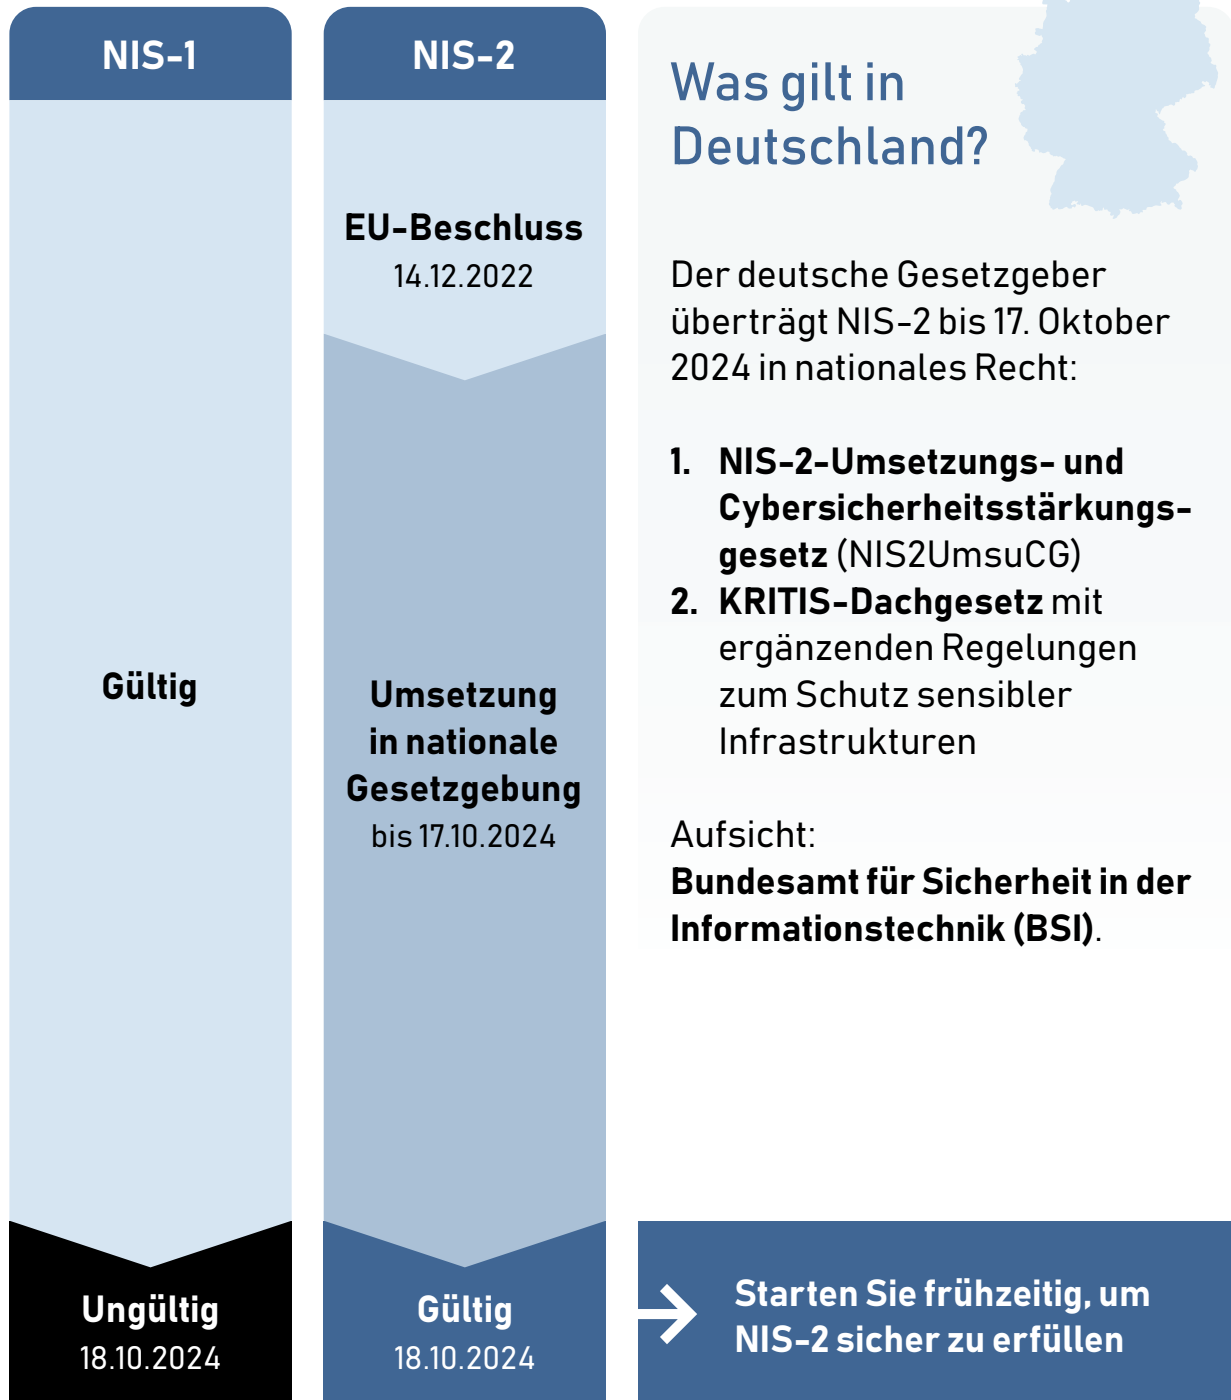 NIS-1
Gültig
Ungültig
18.10.2024
NIS-2
EU-Beschluss
14.12.2022
Umsetzung
in nationale
Gesetzgebung
bis 17.10.2024
Gültig
18.10.2024
Was gilt in
Deutschland?
Der deutsche Gesetzgeber
überträgt NIS-2 bis 17. Oktober
2024 in nationales Recht:
1. NIS-2-Umsetzungs- und
Cybersicherheitsstärkungs-
gesetz (NIS2UmsuCG)
2. KRITIS-Dachgesetz mit
ergänzenden Regelungen
zum Schutz sensibler
Infrastrukturen
Aufsicht:
Bundesamt für Sicherheit in der
Informationstechnik (BSI).
Starten Sie frühzeitig, um
NIS-2 sicher zu erfüllen